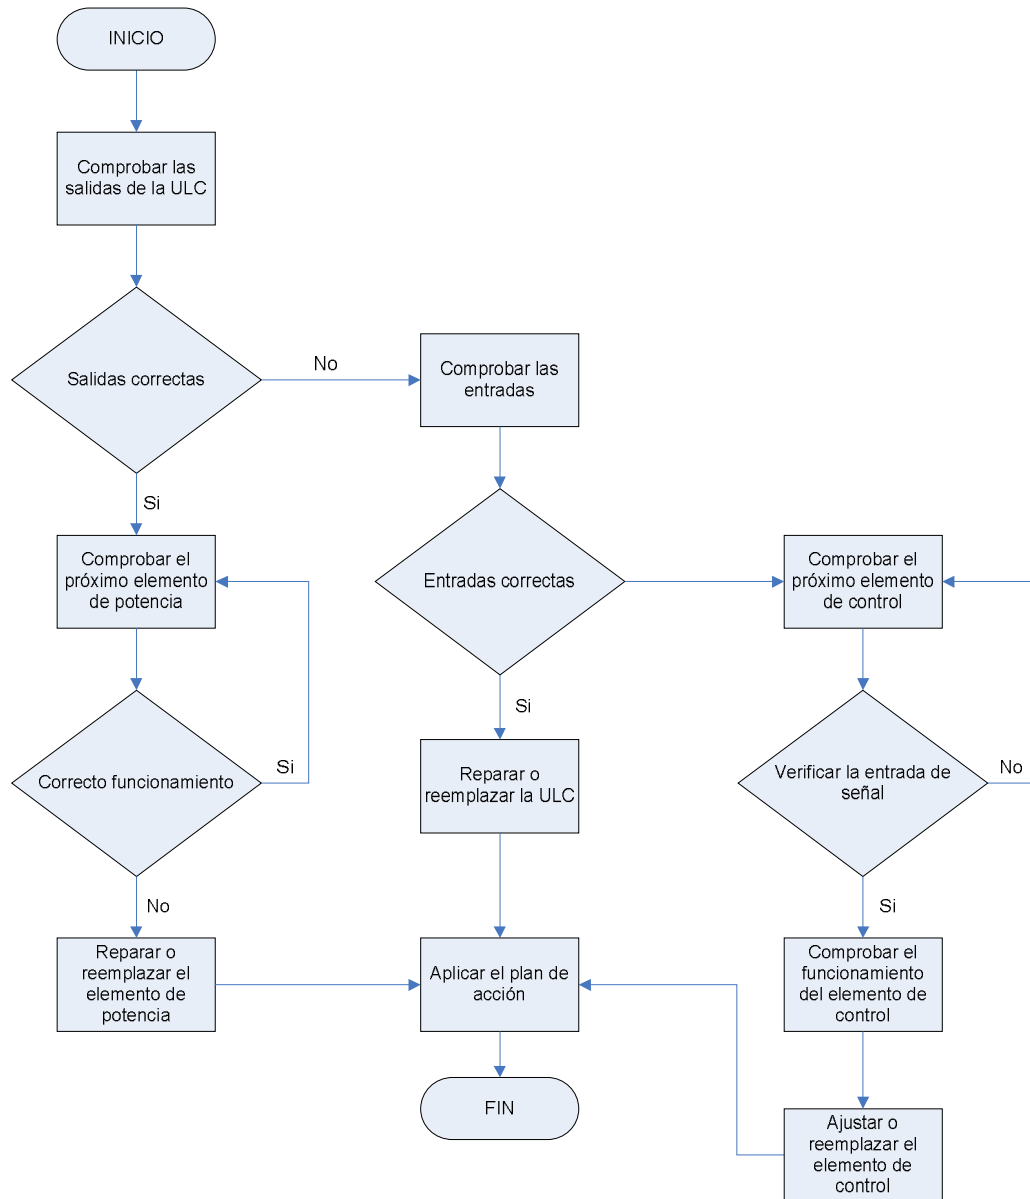 INICIO
Comprobar las
salidas de la ULC
Salidas correctas
No
Comprobar las
entradas
Si
Comprobar el
próximo elemento
de potencia
Entradas correctas
Comprobar el
próximo elemento
de control
Si
Correcto funcionamiento
Si
Reparar o
reemplazar la ULC
Verificar la entrada de
señal
No
No
Si
Reparar o
reemplazar el
elemento de
potencia
Aplicar el plan de
acción
Comprobar el
funcionamiento
del elemento de
control
FIN
Ajustar o
reemplazar el
elemento de
control